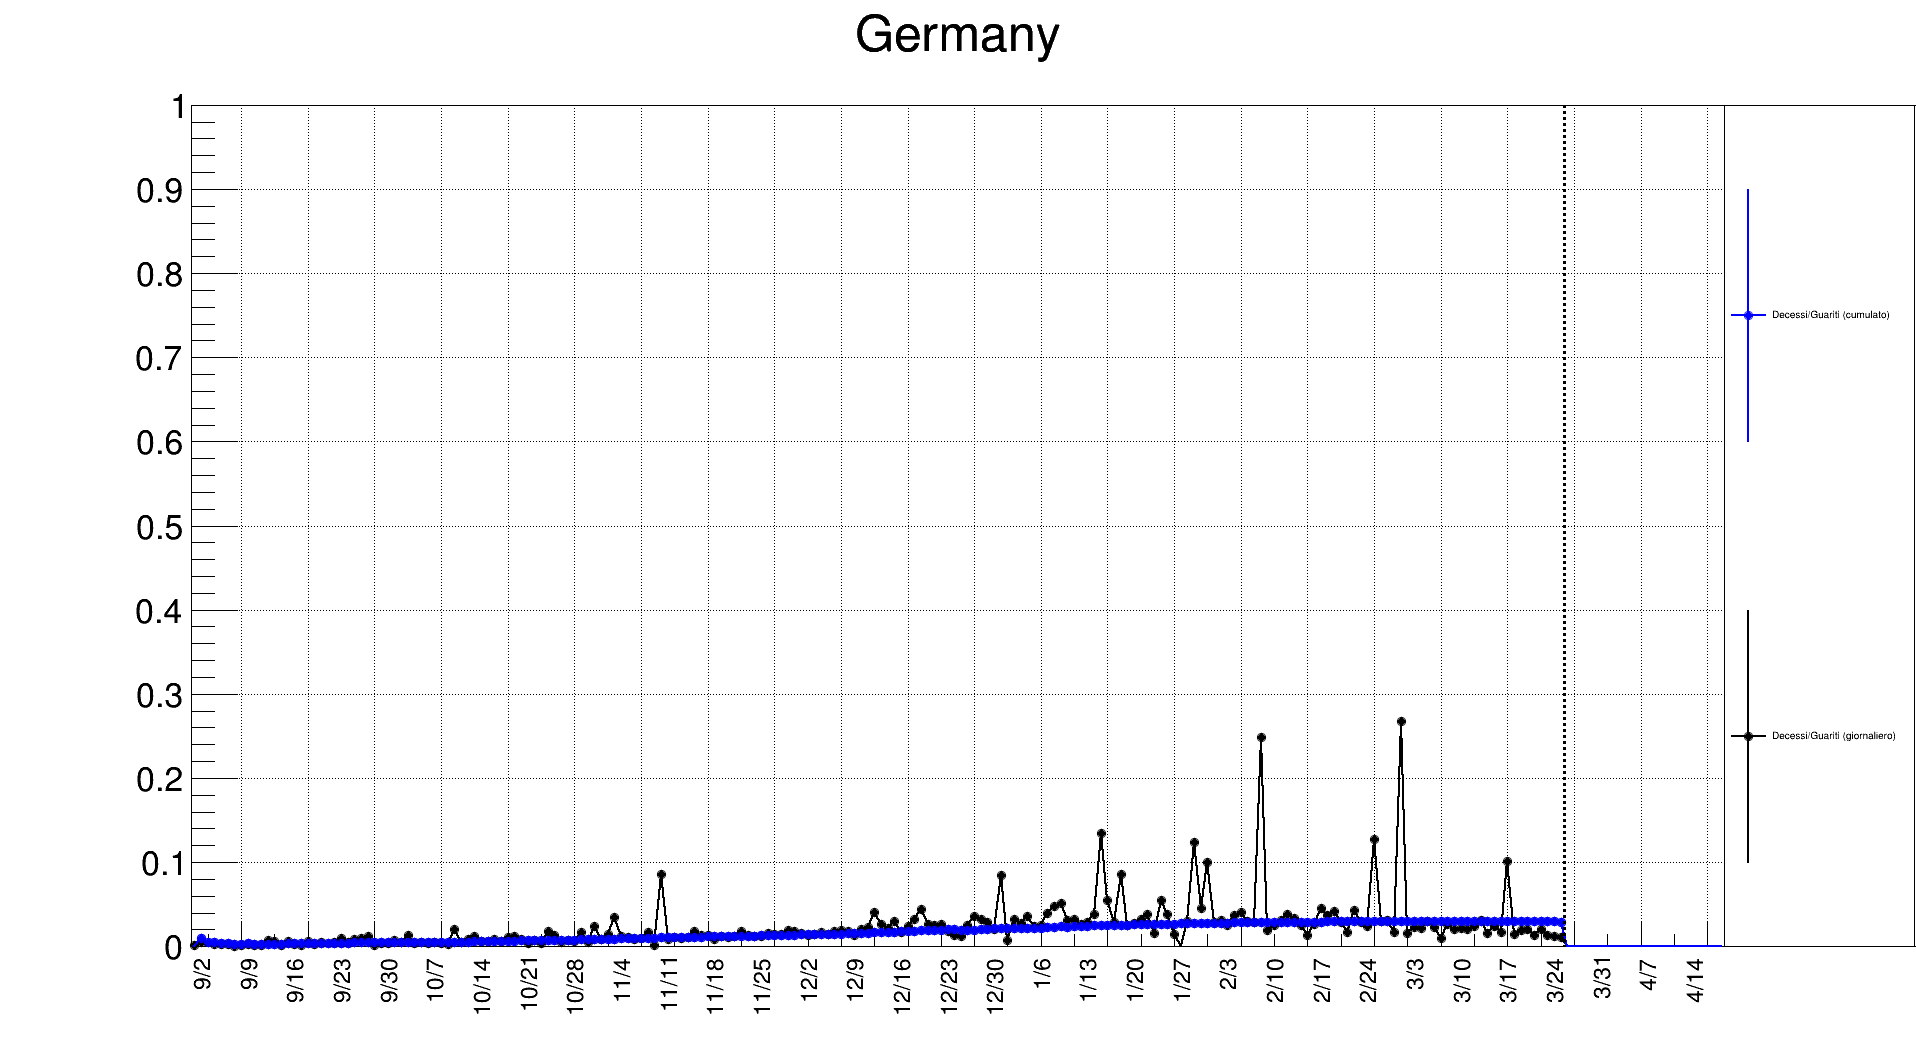 Germany
1
0.9
0.8
0.7
0.6
0.5
0.4
0.3
0.2
0.1
0
9/2 9/9 9/16 9/23 9/30 10/7 10/14 10/21 10/28 11/4 11/11 11/18 11/25 12/2 12/9 12/16 12/23 12/30 1/6 1/13 1/20 1/27 2/3 2/10 2/17 2/24 3/3 3/10 3/17 3/24 3/31 4/7 4/14
Decessi/Guariti (cumulato)
Decessi/Guariti (giornaliero)